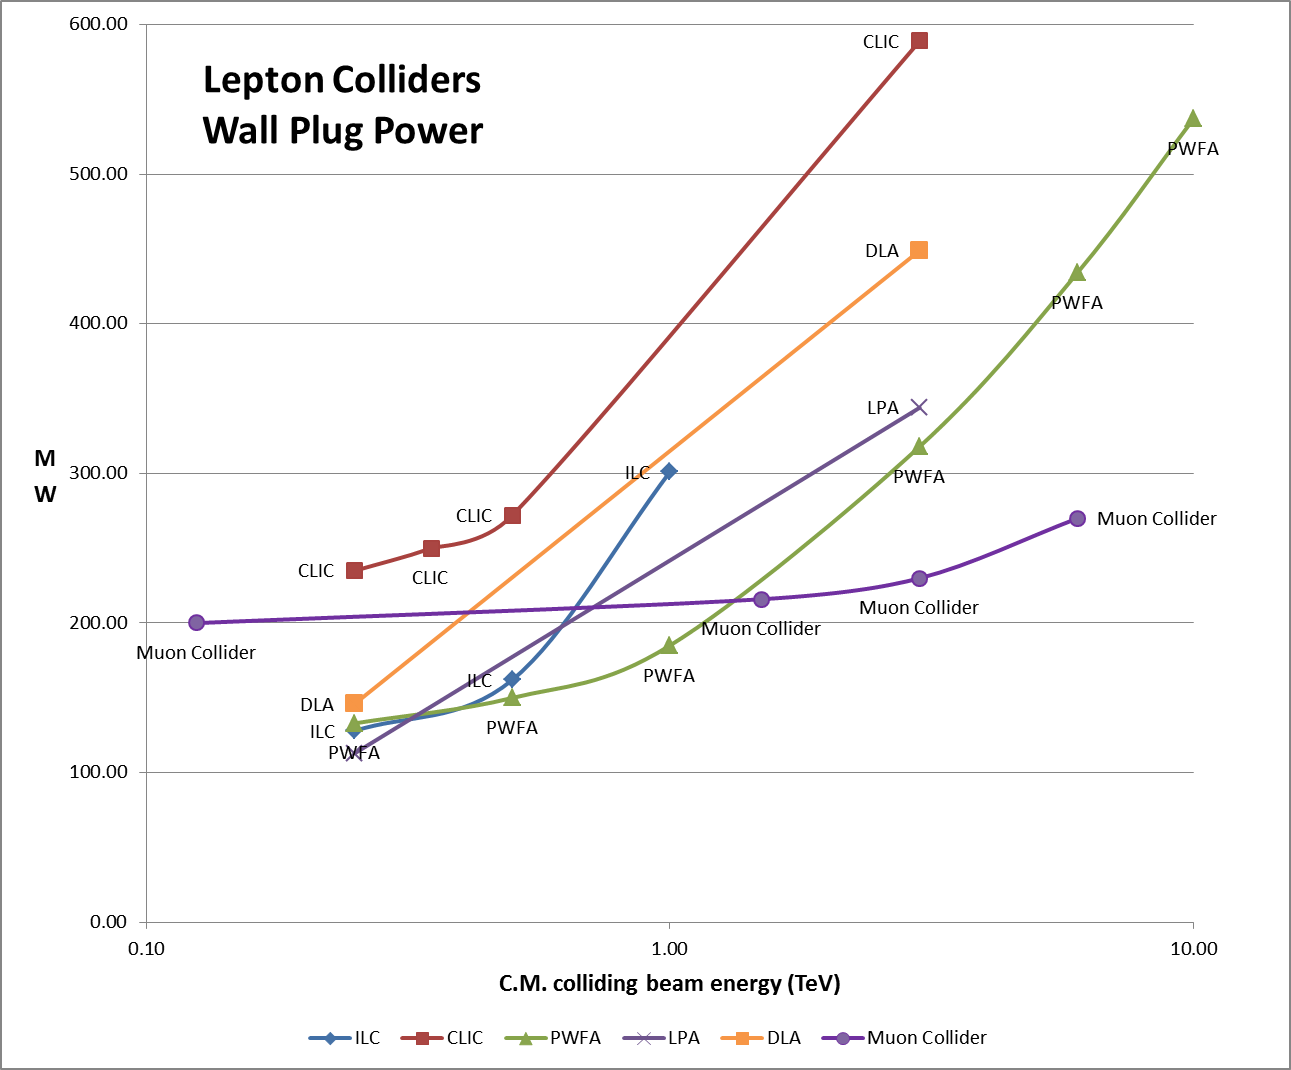 600.00
Lepton Colliders
Wall Plug Power
CLIC
PWFA
500.00
DLA
400.00
LPA
PWFA
300.00
M
W
ILC
PWFA
CLIC
CLIC
CLIC
Muon Collider
Muon Collider
Muon Collider
200.00
Muon Collider
ILC
PWFA
DLA
ILC
PWFA
PWFA
100.00
0.00
0.10
1.00
10.00
C.M. colliding beam energy (TeV)
ILC
CLIC
PWFA
LPA
DLA
Muon Collider